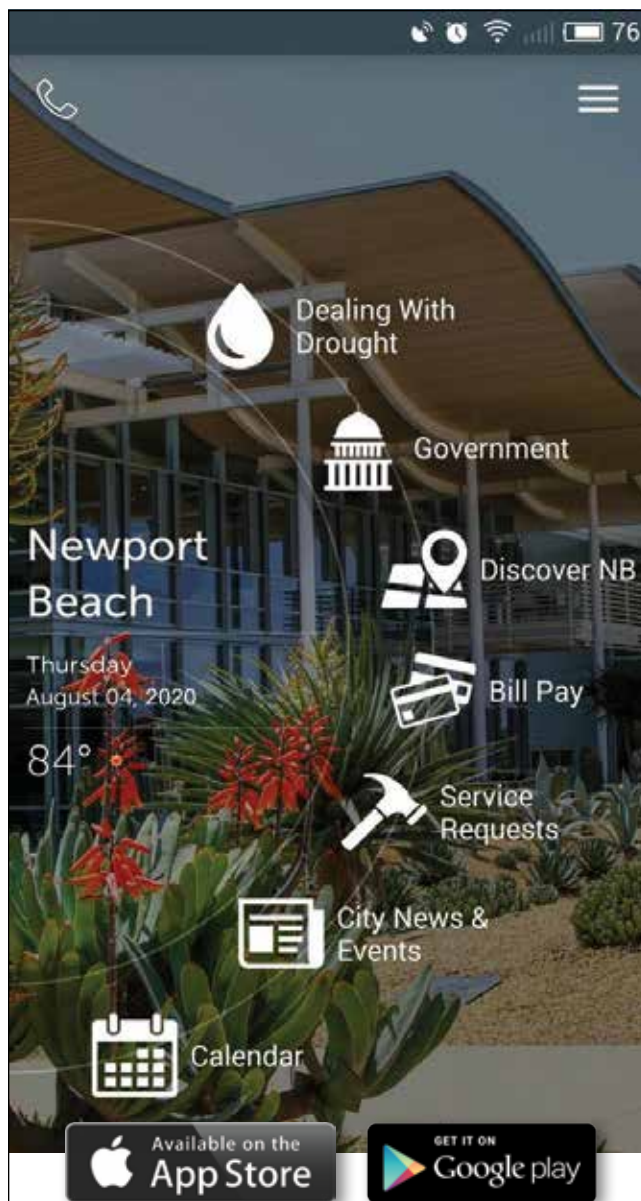 76
Dealing With
Drought
Government
Newport
Beach
Discover NB
Thursday
August 04, 2020
Bill Pay
84°
Service
Requests
City News &
Events
Calendar
Available on the
App Store
GET IT ON
Google play